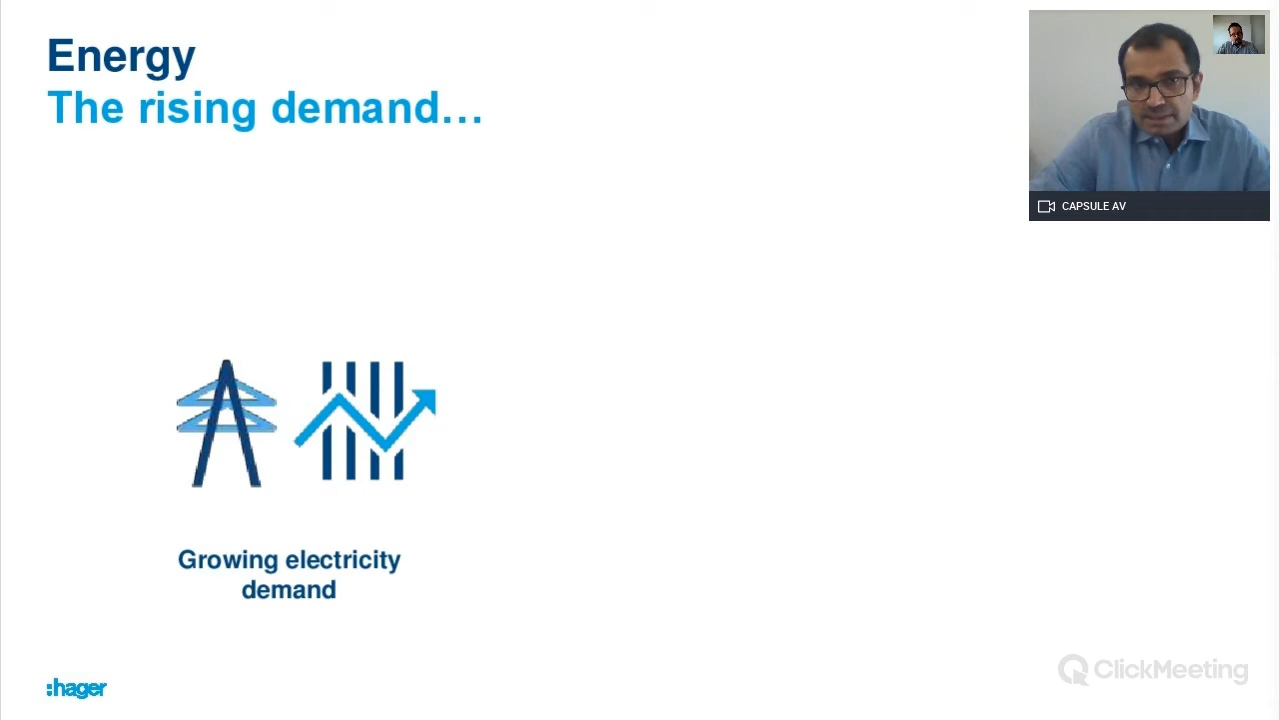 Energy
The rising demand...
CAPSULE AV
Growing electricity
demand
:hager
ClickMeeting